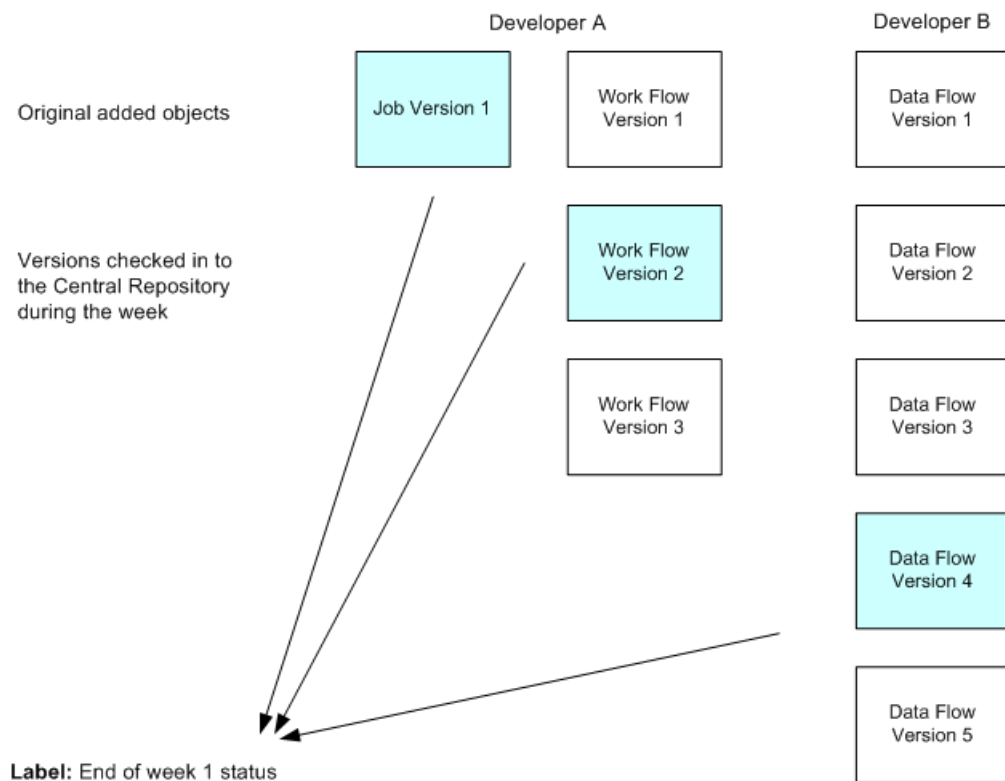 Developer A
Developer B
Original added objects
Job Version 1
Work Flow
Version 1
Data Flow
Version 1
Versions checked in to
the Central Repository
during the week
Work Flow
Version 2
Data Flow
Version 2
Work Flow
Version 3
Data Flow
Version 3
Data Flow
Version 4
Data Flow
Version 5
Label: End of week 1 status